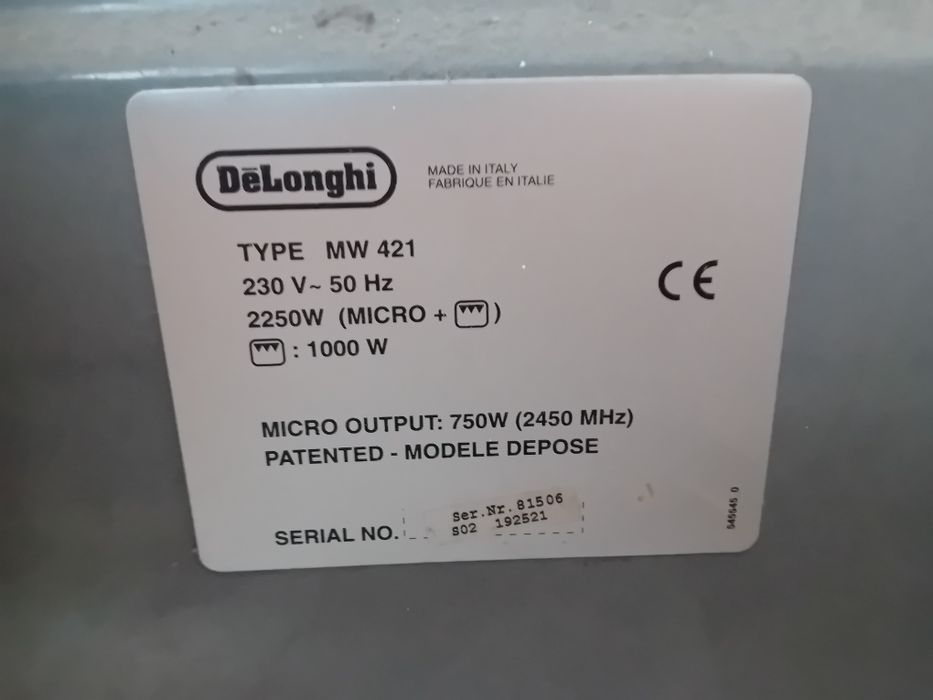 DeLonghi
MADE IN ITALY
FABRIQUE EN ITALIE
TYPE MW 421
230 V~ 50 Hz
2250W (MICRO + )
: 1000 W
CE
MICRO OUTPUT: 750W (2450 MHz)
PATENTED - MODELE DEPOSE
SERIAL NO.
Ser.Nr. 81506
S02 192521
545545 0